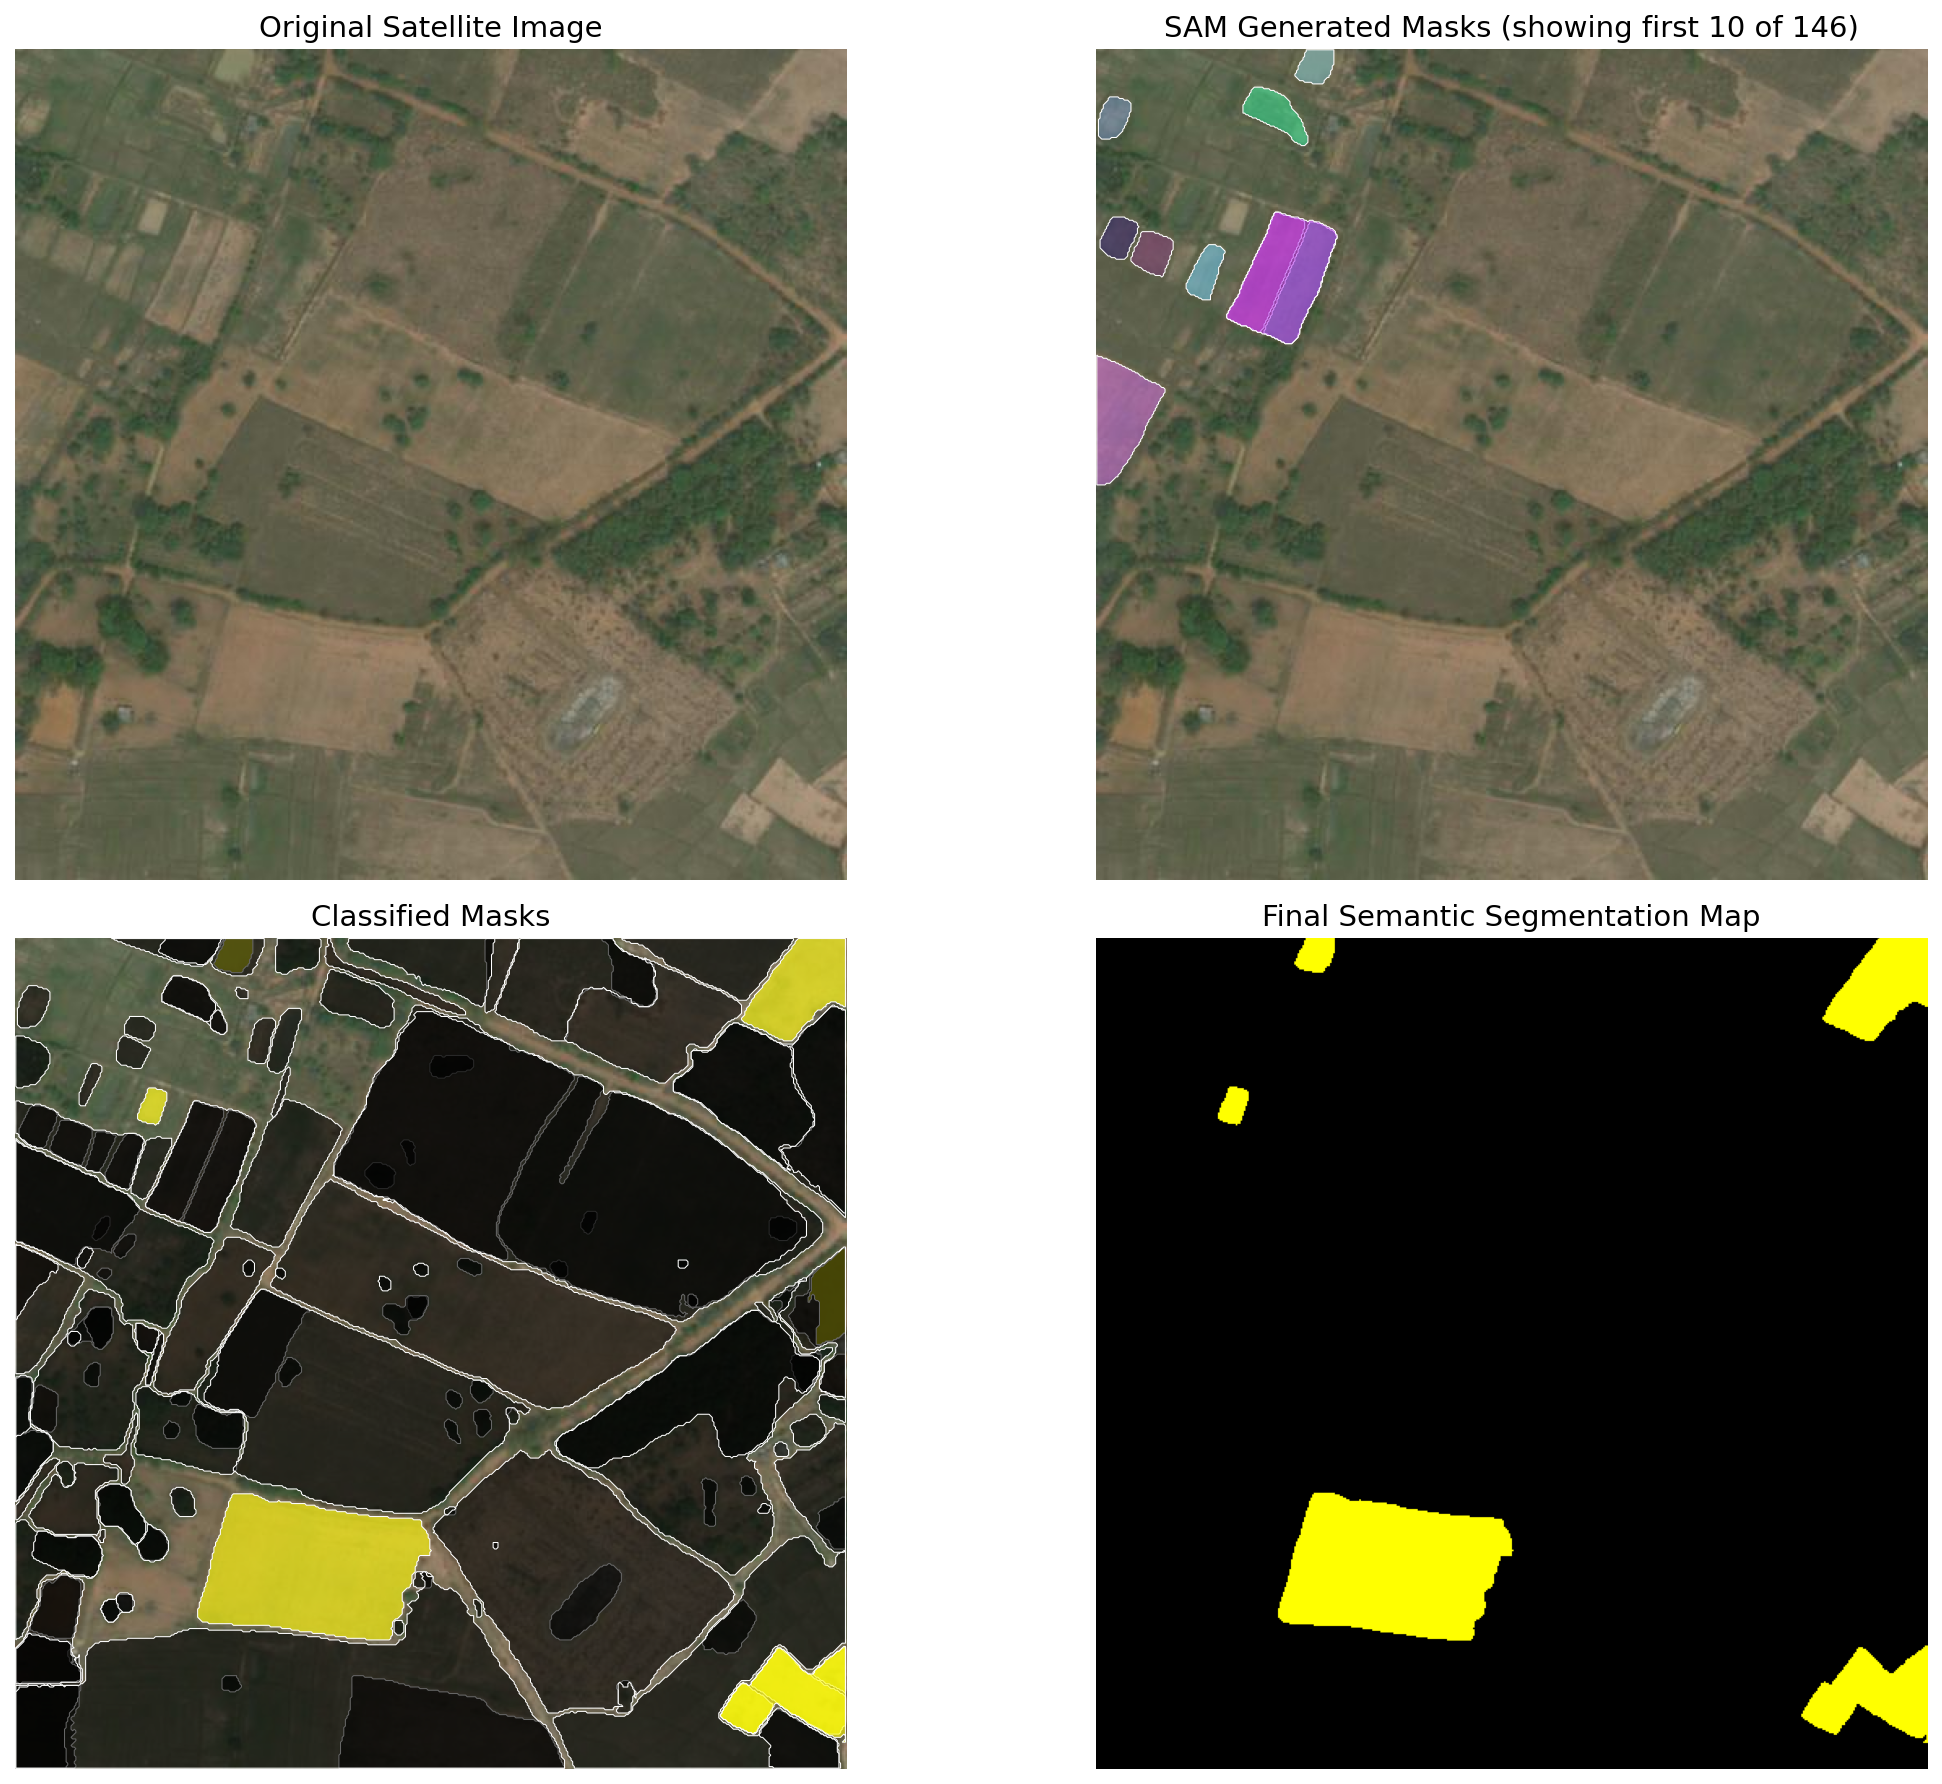 Original Satellite Image
SAM Generated Masks (showing first 10 of 146)
Classified Masks
Final Semantic Segmentation Map